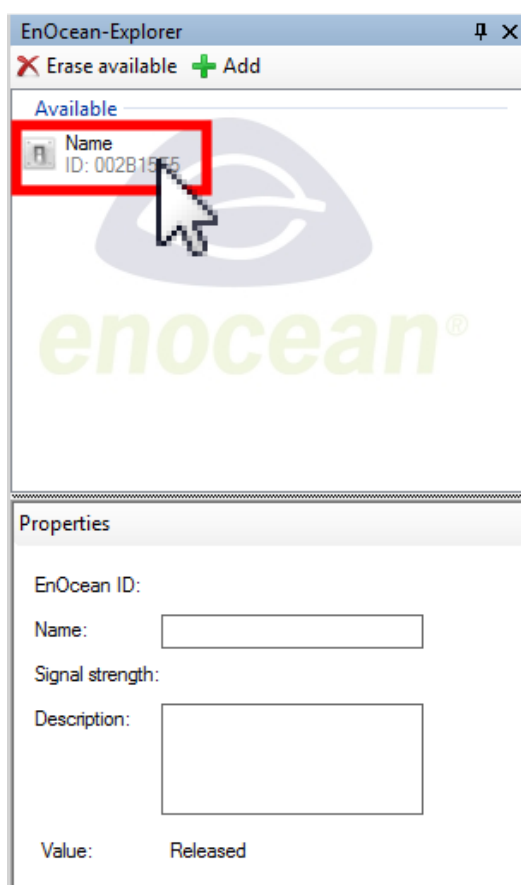 EnOcean-Explorer
Erase available Add
Available
Name
ID: 002B15
enocean®
Properties
EnOcean ID:
Name:
Signal strength:
Description:
Value: Released